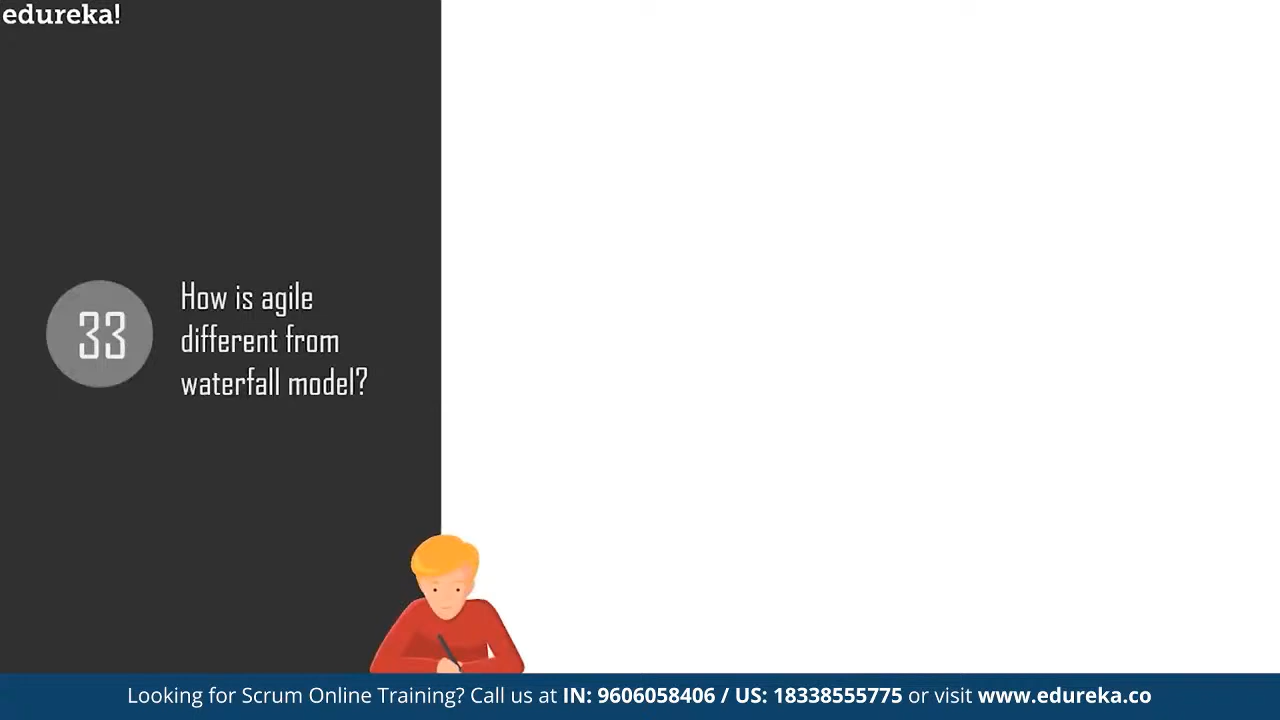 edureka!
33
How is agile
different from
waterfall model?
Looking for Scrum Online Training? Call us at IN: 9606058406 / US: 18338555775 or visit www.edureka.co